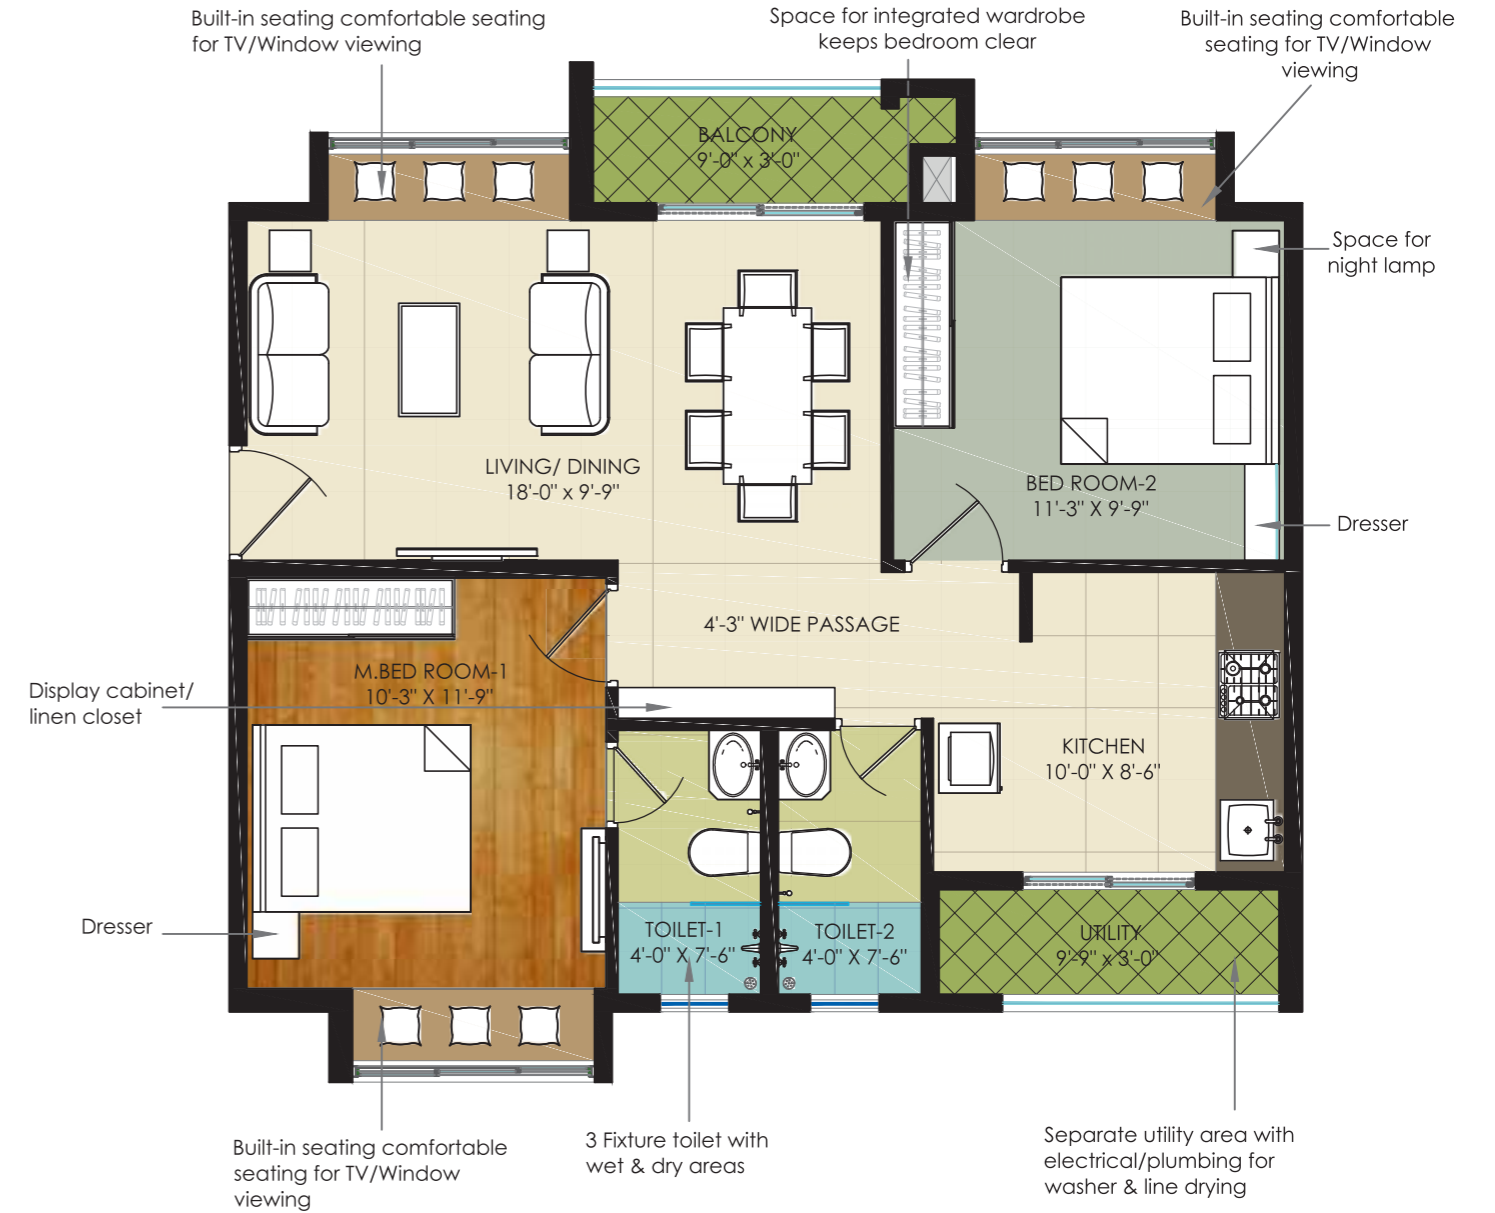 Built-in seating comfortable seating
for TV/Window viewing
Space for integrated wardrobe
keeps bedroom clear
Built-in seating comfortable
seating for TV/Window
viewing
BALCONY
9'-0" x 3'-0"
Space for
night lamp
LIVING/ DINING
18'-0" x 9'-9"
BED ROOM-2
11'-3" X 9'-9"
Dresser
4'-3" WIDE PASSAGE
M.BED ROOM-1
10'-3" X 11'-9"
Display cabinet/
linen closet
KITCHEN
10'-0" X 8'-6"
Dresser
TOILET-1
4'-0" X 7'-6"
TOILET-2
4'-0" X 7'-6"
UTILITY
9'-9" x 3'-0"
Built-in seating comfortable
seating for TV/Window
viewing
3 Fixture toilet with
wet & dry areas
Separate utility area with
electrical/plumbing for
washer & line drying